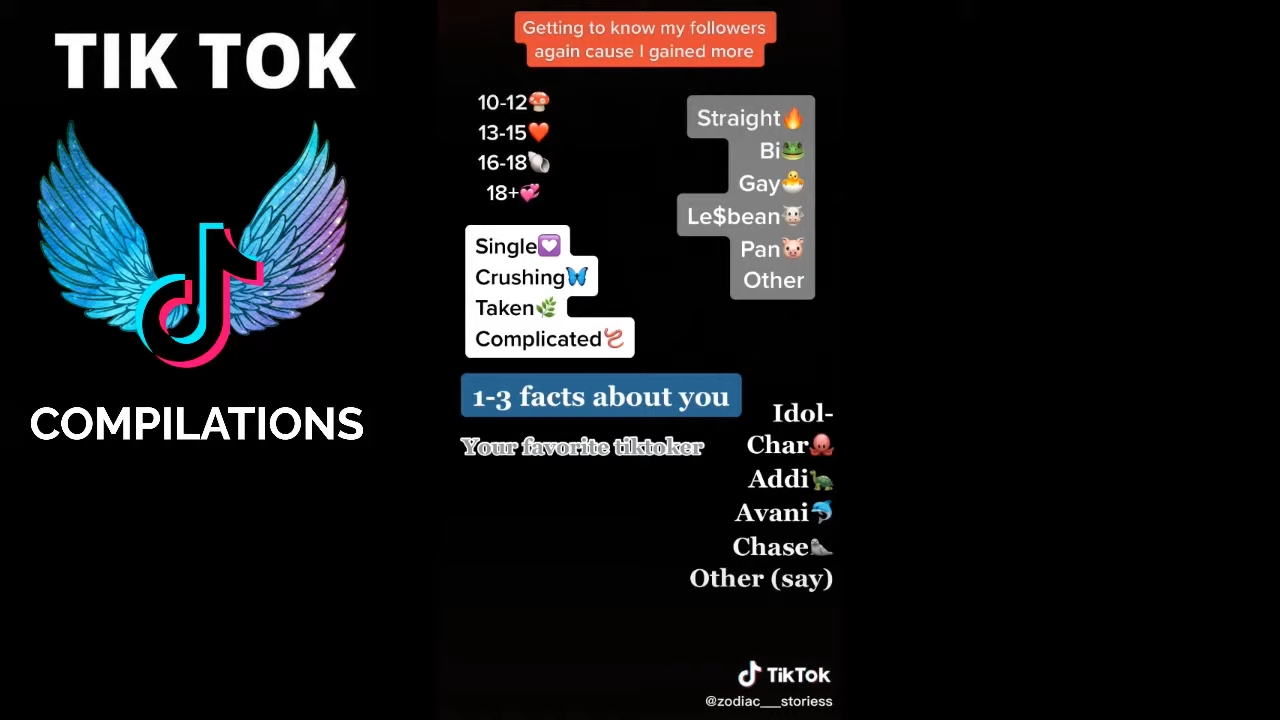 TIK TOK
COMPILATIONS
Getting to know my followers
again cause I gained more
10-12🍄
13-15❤️
16-18🐚
18+💞
Straight🔥
Bi🐸
Gay🐣
Le$bean🐮
Pan🐷
Other
Single💟
Crushing🦋
Taken🌿
Complicated🪱
1-3 facts about you
Your favorite tiktoker
Idol-
Char🐙
Addi🦕
Avani🐬
Chase🦭
Other (say)
TikTok
@zodiac___storiess